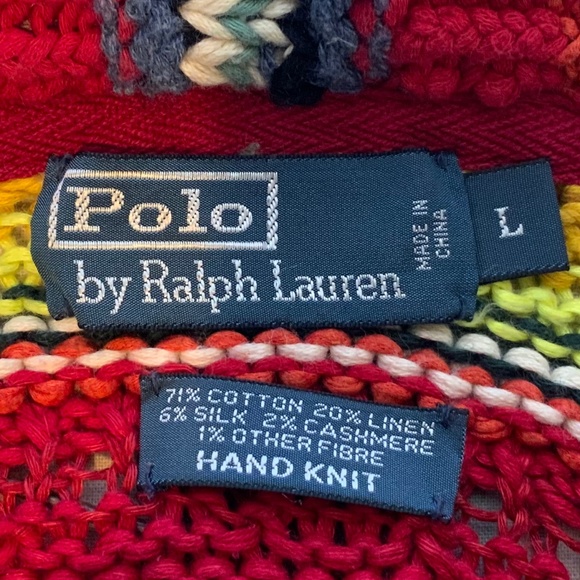 Polo
by Ralph Lauren
MADE IN
CHINA
L
71% COTTON 20% LINEN
6% SILK 2% CASHMERE
1% OTHER FIBRE
HAND KNIT